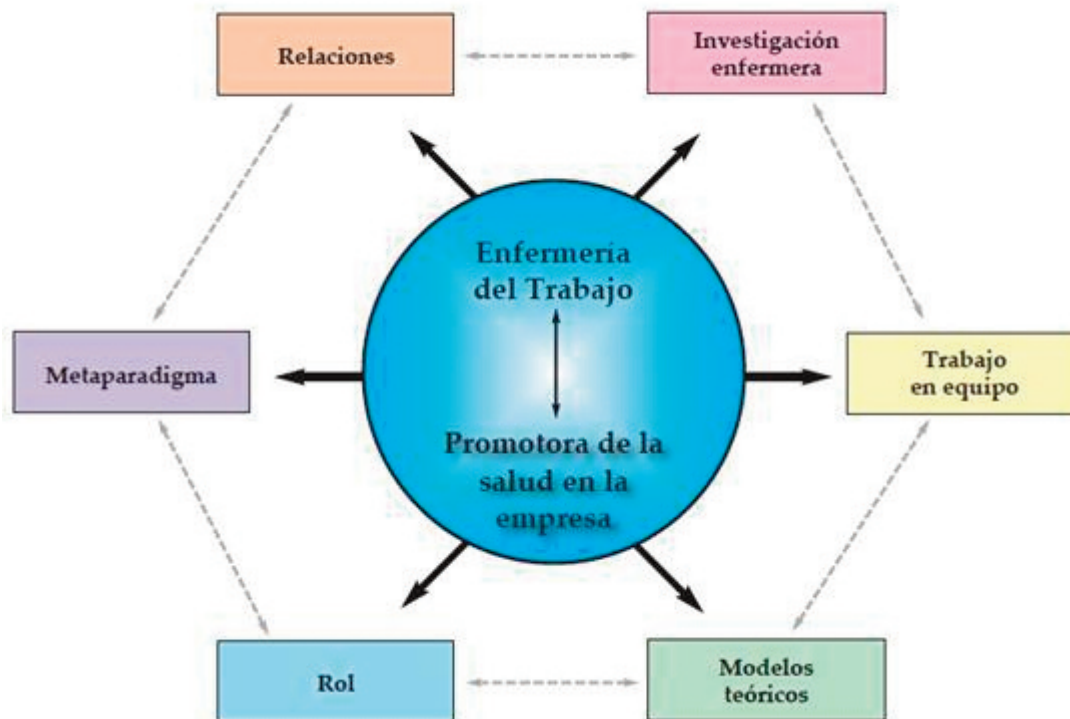 Relaciones
Investigación
enfermera
Enfermería
del Trabajo
Metaparadigma
Trabajo
en equipo
Promotora de la
salud en la
empresa
Rol
Modelos
teóricos